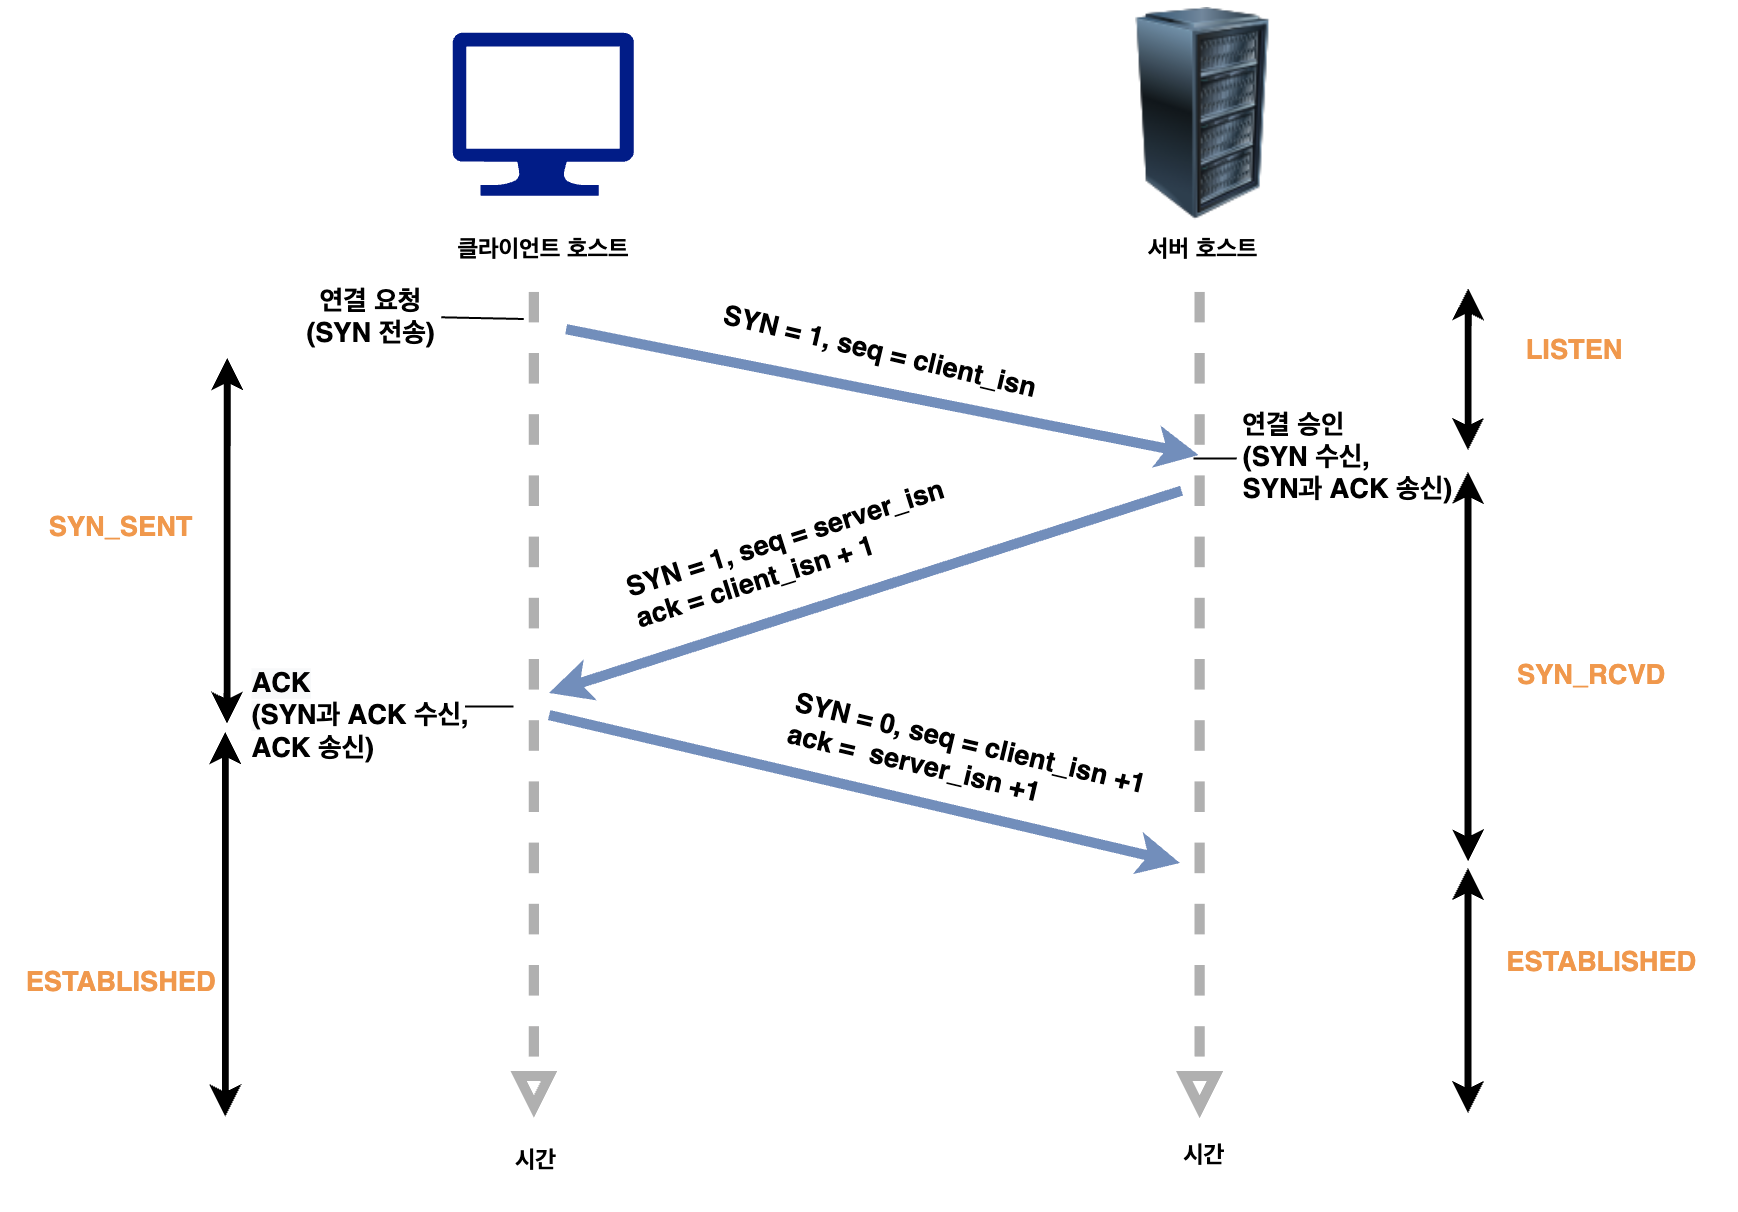 클라이언트 호스트
서버 호스트
연결 요청
(SYN 전송)
SYN = 1, seq = client_isn
LISTEN
연결 승인
(SYN 수신,
SYN과 ACK 송신)
SYN_SENT
SYN = 1, seq = server_isn
ack = client_isn + 1
SYN_RCVD
ACK
(SYN과 ACK 수신,
ACK 송신)
SYN = 0, seq = client_isn +1
ack =  server_isn +1
ESTABLISHED
ESTABLISHED
시간
시간